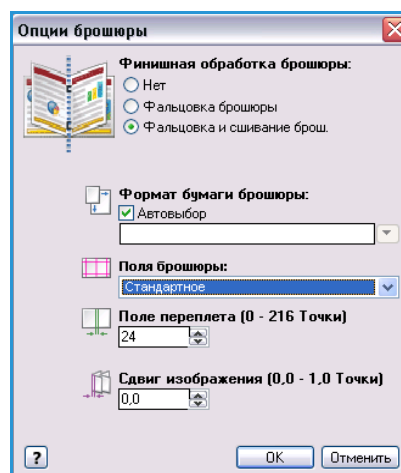 Опции брошюры
Финишная обработка брошюры:
Нет
Фальцовка брошюры
Фальцовка и сшивание брош.
Формат бумаги брошюры:
Автовыбор
Поля брошюры:
Стандартное
Поле переплета (0 - 216 Точки)
24
Сдвиг изображения (0,0 - 1,0 Точки)
0,0
?
OK
Отменить